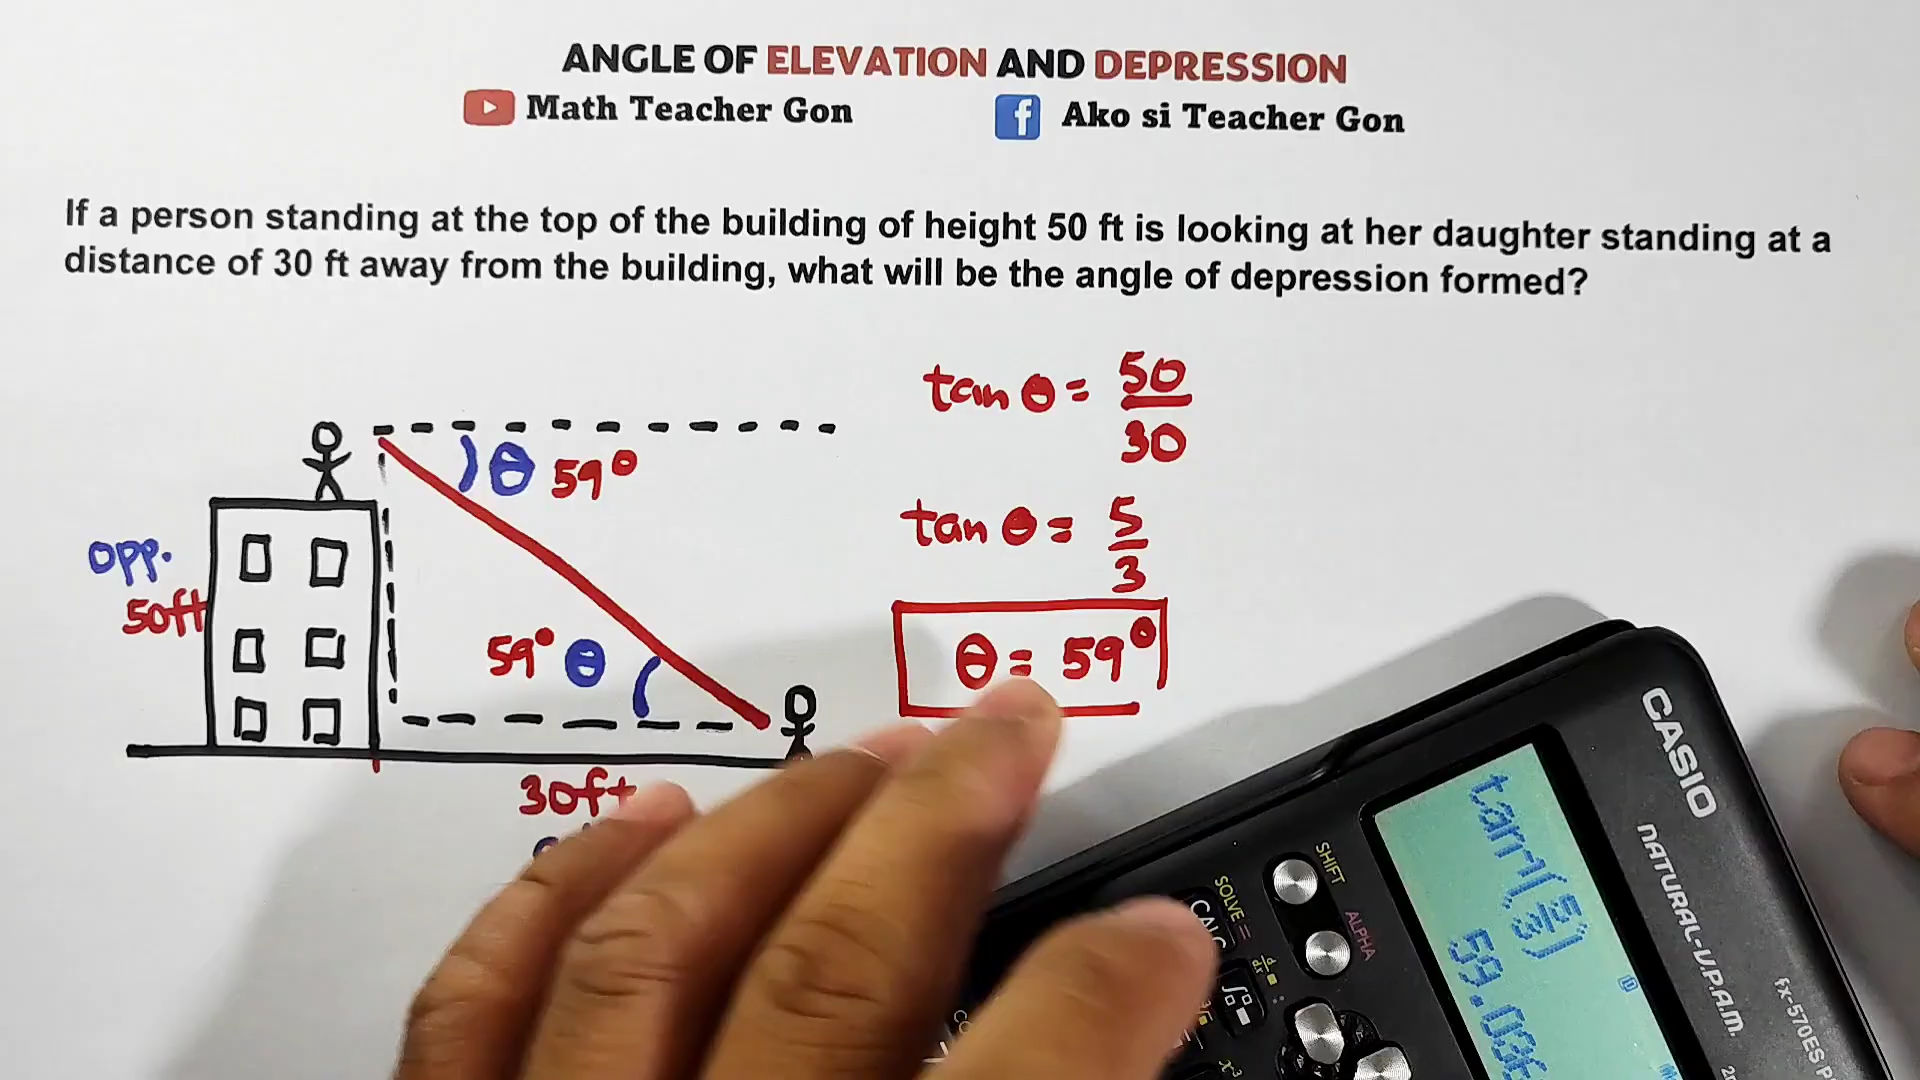 ANGLE OF ELEVATION AND DEPRESSION
Math Teacher Gon
f Ako si Teacher Gon
If a person standing at the top of the building of height 50 ft is looking at her daughter standing at a
distance of 30 ft away from the building, what will be the angle of depression formed?
tan θ = 50/30
θ 59°
tan θ = 5/3
opp.
50ft
59° θ
θ = 59°
30ft
CASIO
NATURAL-V.P.A.M.
SHIFT
ALPHA
SOLVE =
CALC
tan-1(5/3)
59.03
x³